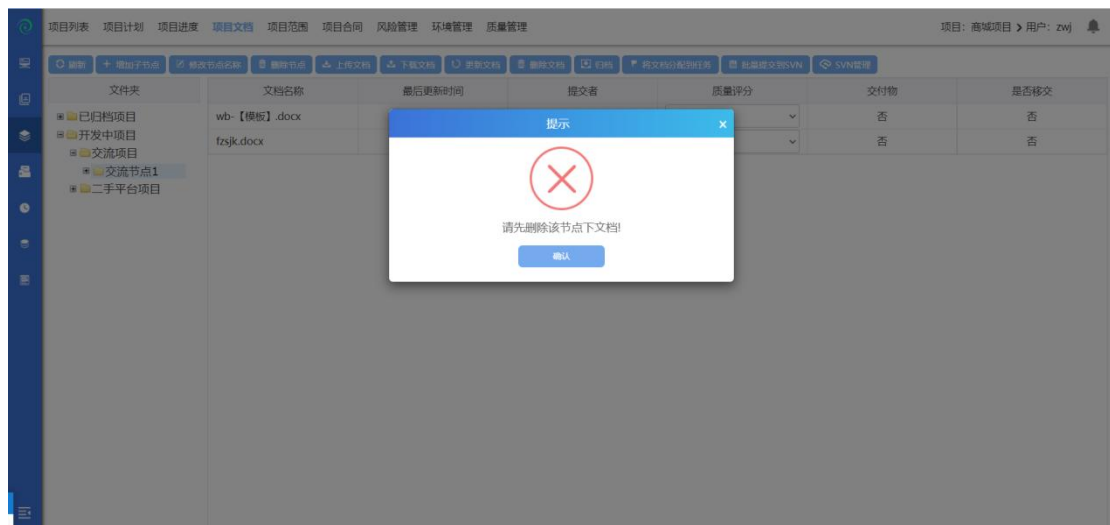 项目列表 项目计划 项目进度 项目文档 项目范围 项目合同 风险管理 环境管理 质量管理 项目：商城项目 用户：zwj
刷新 增加子节点 修改节点名称 删除节点 上传文档 下载文档 更新文档 删除文档 归档 将文档分配到任务 批量提交到SVN SVN管理
文件夹 文档名称 最后更新时间 提交者 质量评分 交付物 是否移交
已归档项目 wb-【模板】.docx 否 否
开发中项目 fzsjk.docx 否 否
交流项目
交流节点1
二手平台项目
提示
请先删除该节点下文档!
确认